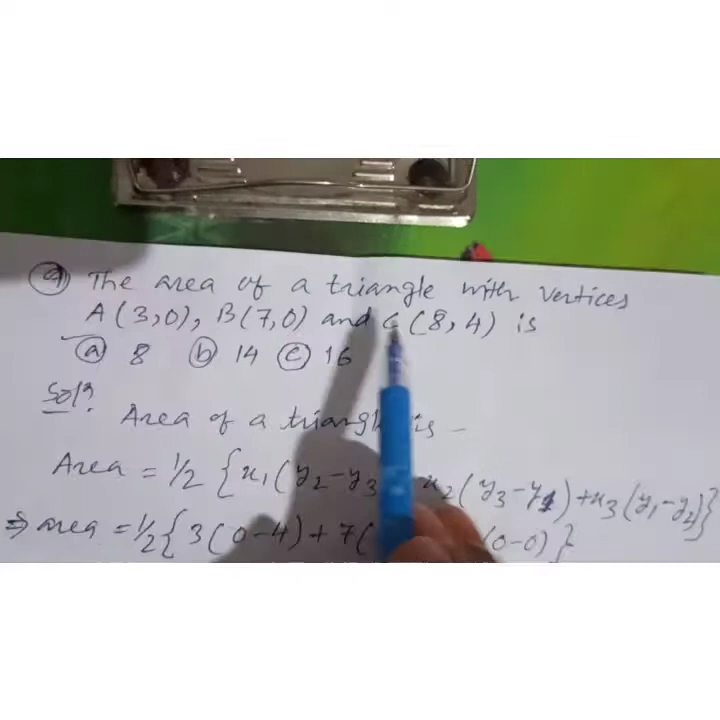 9 The area of a triangle with vertices
A(3,0), B(7,0) and C(8,4) is
a 8 b 14 c 16
Solⁿ.
Area of a triangle is —
Area = 1/2 {x₁(y₂-y₃ x₂(y₃-y₁)+x₃(y₁-y₂)}
⇒ area = 1/2{3(0-4)+7( (0-0)}